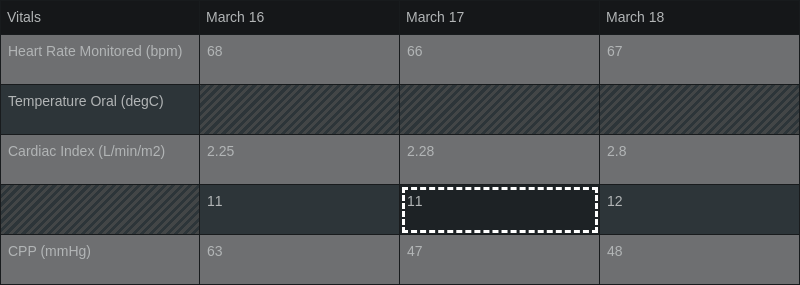 Vitals March 16 March 17 March 18
Heart Rate Monitored (bpm) 68 66 67
Temperature Oral (degC)
Cardiac Index (L/min/m2) 2.25 2.28 2.8
11 11 12
CPP (mmHg) 63 47 48